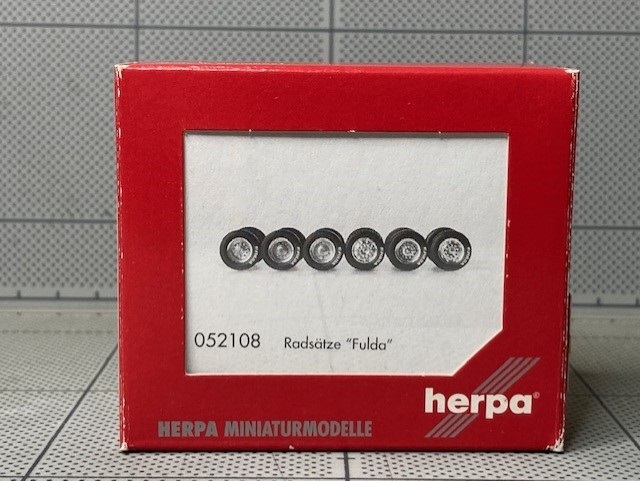 052108 Radsätze "Fulda"
herpa®
HERPA MINIATURMODELLE